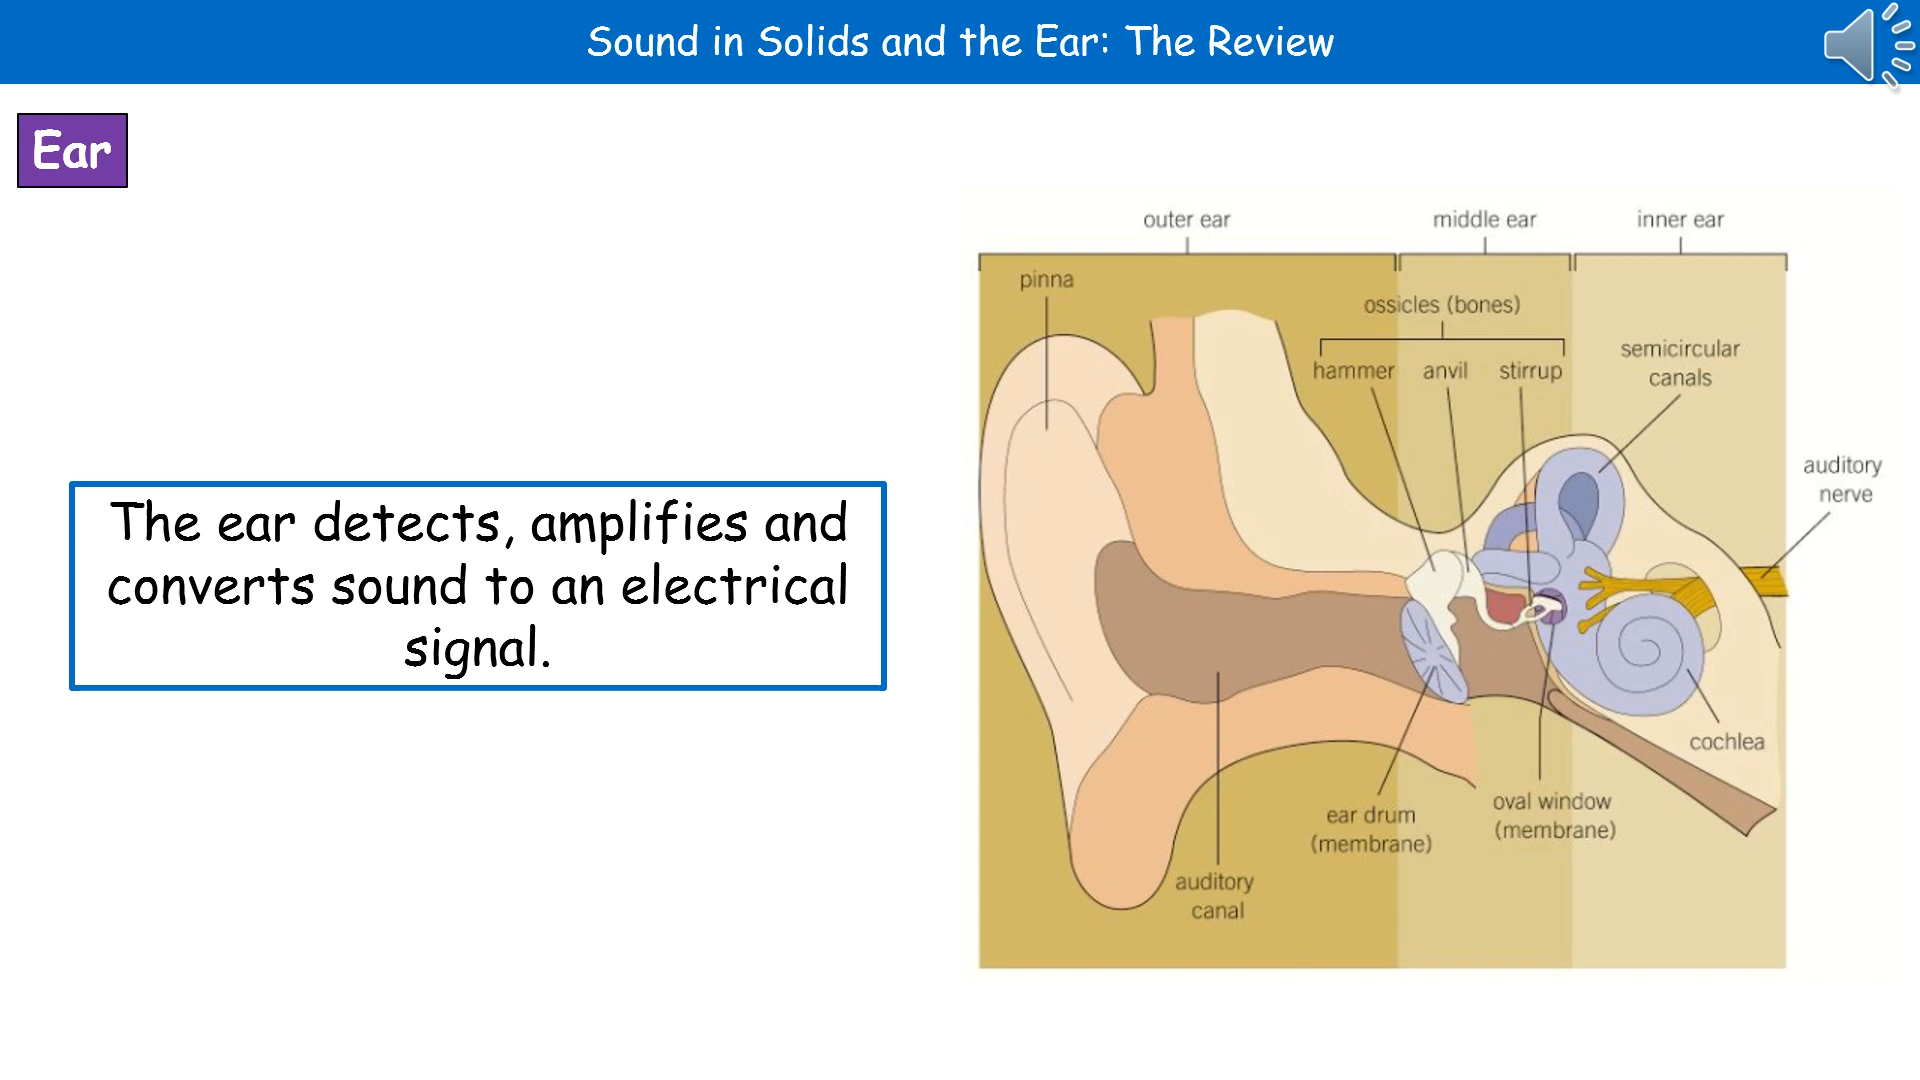 Sound in Solids and the Ear: The Review
Ear
The ear detects, amplifies and
converts sound to an electrical
signal.
outer ear
middle ear
inner ear
pinna
ossicles (bones)
hammer
anvil
stirrup
semicircular
canals
auditory
nerve
cochlea
oval window
(membrane)
ear drum
(membrane)
auditory
canal